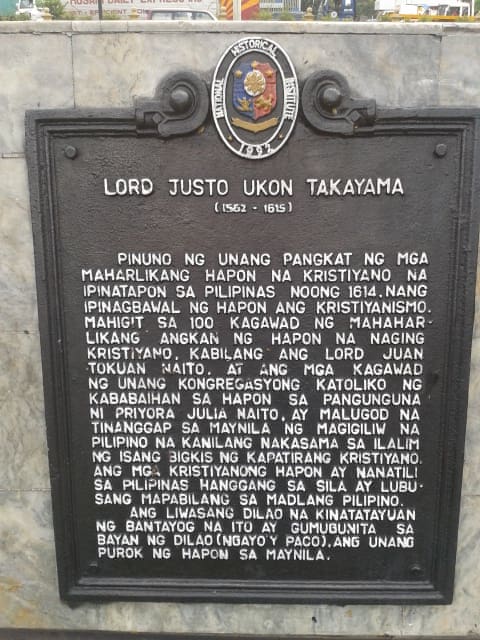 NATIONAL HISTORICAL INSTITUTE
1992
LORD JUSTO UKON TAKAYAMA
(1562 - 1615)
PINUNO NG UNANG PANGKAT NG MGA
MAHARLIKANG HAPON NA KRISTIYANO NA
IPINATAPON SA PILIPINAS NOONG 1614, NANG
IPINAGBAWAL NG HAPON ANG KRISTIYANISMO.
MAHIGIT SA 100 KAGAWAD NG MAHAHAR-
LIKANG ANGKAN NG HAPON NA NAGING
KRISTIYANO, KABILANG ANG LORD JUAN
TOKUAN NAITO, AT ANG MGA KAGAWAD
NG UNANG KONGREGASYONG KATOLIKO NG
KABABAIHAN SA HAPON SA PANGUNGUNA
NI PRIYORA JULIA NAITO, AY MALUGOD NA
TINANGGAP SA MAYNILA NG MAGIGILIW NA
PILIPINO NA KANILANG NAKASAMA SA ILALIM
NG ISANG BIGKIS NG KAPATIRANG KRISTIYANO.
ANG MGA KRISTIYANONG HAPON AY NANATILI
SA PILIPINAS HANGGANG SA SILA AY LUBU-
SANG MAPABILANG SA MADLANG PILIPINO.
ANG LIWASANG DILAO NA KINATATAYUAN
NG BANTAYOG NA ITO AY GUMUGUNITA SA
BAYAN NG DILAO (NGAYO'Y PACO), ANG UNANG
PUROK NG HAPON SA MAYNILA.